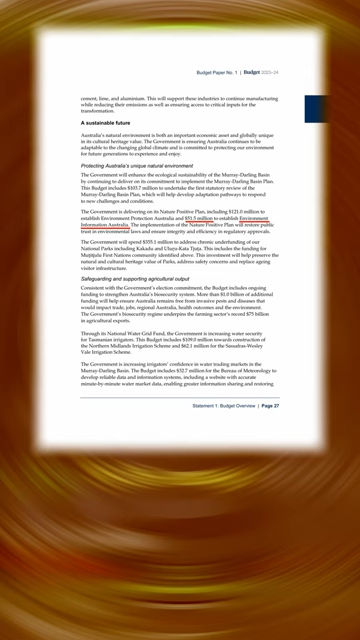 Budget Paper No. 1 | Budget 2023–24
cement, lime, and aluminium. This will support these industries to continue manufacturing
while reducing their emissions as well as ensuring access to critical inputs for the
transformation.
A sustainable future
Australia's natural environment is both an important economic asset and globally unique
in its cultural heritage value. The Government is ensuring Australia continues to be
adaptable to the changing global climate and is committed to protecting our environment
for future generations to experience and enjoy.
Protecting Australia's unique natural environment
The Government will enhance the ecological sustainability of the Murray-Darling Basin
by continuing to deliver on its commitment to implement the Murray-Darling Basin Plan.
This Budget includes $103.7 million to undertake the first statutory review of the
Murray-Darling Basin Plan, which will help develop adaptation pathways to respond
to new challenges and conditions.
The Government is delivering on its Nature Positive Plan, including $121.0 million to
establish Environment Protection Australia and $51.5 million to establish Environment
Information Australia. The implementation of the Nature Positive Plan will restore public
trust in environmental laws and ensure integrity and efficiency in regulatory approvals.
The Government will spend $355.1 million to address chronic underfunding of our
National Parks including Kakadu and Uluṟu-Kata Tjuṯa. This includes the funding for
Muṯitjulu First Nations community identified above. This investment will help preserve the
natural and cultural heritage value of Parks, address safety concerns and replace ageing
visitor infrastructure.
Safeguarding and supporting agricultural output
Consistent with the Government's election commitment, the Budget includes ongoing
funding to strengthen Australia's biosecurity system. More than $1.0 billion of additional
funding will help ensure Australia remains free from invasive pests and diseases that
would impact trade, jobs, regional Australia, health outcomes and the environment.
The Government's biosecurity regime underpins the farming sector's record $75 billion
in agricultural exports.
Through its National Water Grid Fund, the Government is increasing water security
for Tasmanian irrigators. This Budget includes $109.0 million towards construction of
the Northern Midlands Irrigation Scheme and $62.1 million for the Sassafras-Wesley
Vale Irrigation Scheme.
The Government is increasing irrigators' confidence in water trading markets in the
Murray-Darling Basin. The Budget includes $32.7 million for the Bureau of Meteorology to
develop reliable data and information systems, including a website with accurate
minute-by-minute water market data, enabling greater information sharing and restoring
Statement 1: Budget Overview | Page 27